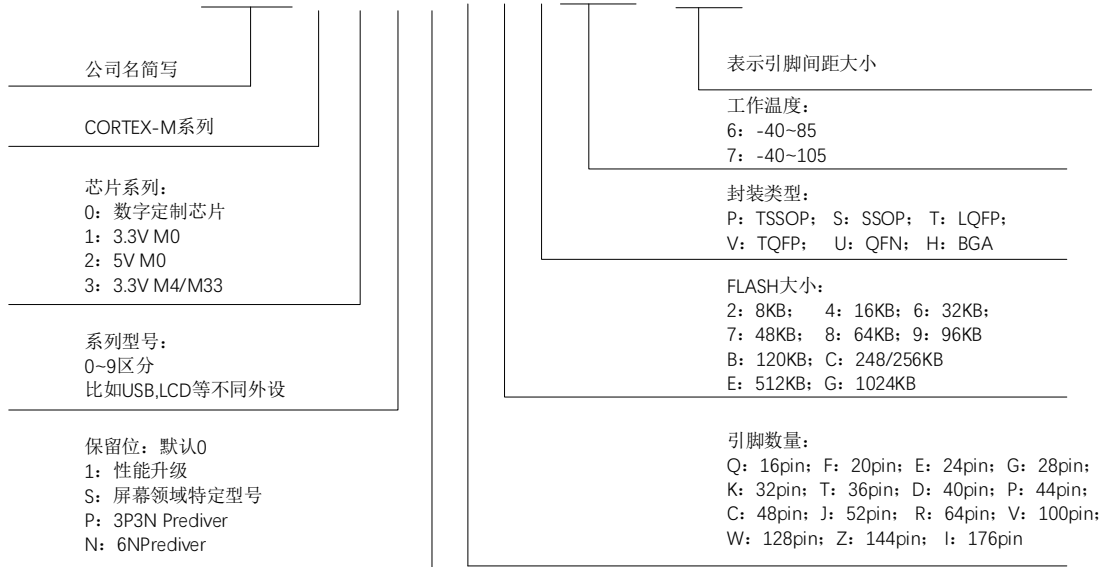 公司名简写
CORTEX-M系列
芯片系列：
0：数字定制芯片
1：3.3V M0
2：5V M0
3：3.3V M4/M33
系列型号：
0~9区分
比如USB,LCD等不同外设
保留位：默认0
1：性能升级
S：屏幕领域特定型号
P：3P3N Prediver
N：6NPrediver
表示引脚间距大小
工作温度：
6：-40~85
7：-40~105
封装类型：
P：TSSOP；S：SSOP；T：LQFP；
V：TQFP； U：QFN；H：BGA
FLASH大小：
2：8KB； 4：16KB；6：32KB；
7：48KB； 8：64KB；9：96KB
B：120KB；C：248/256KB
E：512KB；G：1024KB
引脚数量：
Q：16pin；F：20pin；E：24pin；G：28pin；
K：32pin；T：36pin；D：40pin；P：44pin；
C：48pin；J：52pin；R：64pin；V：100pin；
W：128pin；Z：144pin；I：176pin